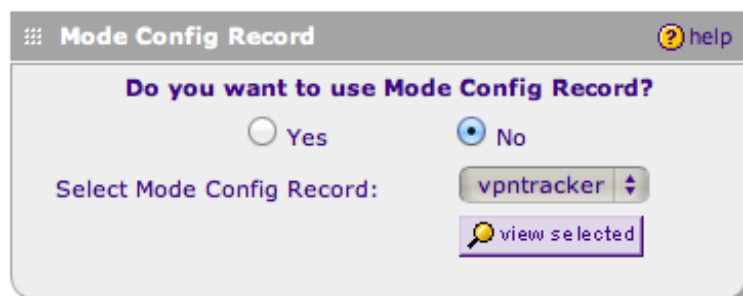 Mode Config Record
help
Do you want to use Mode Config Record?
Yes
No
Select Mode Config Record:
vpntracker
view selected